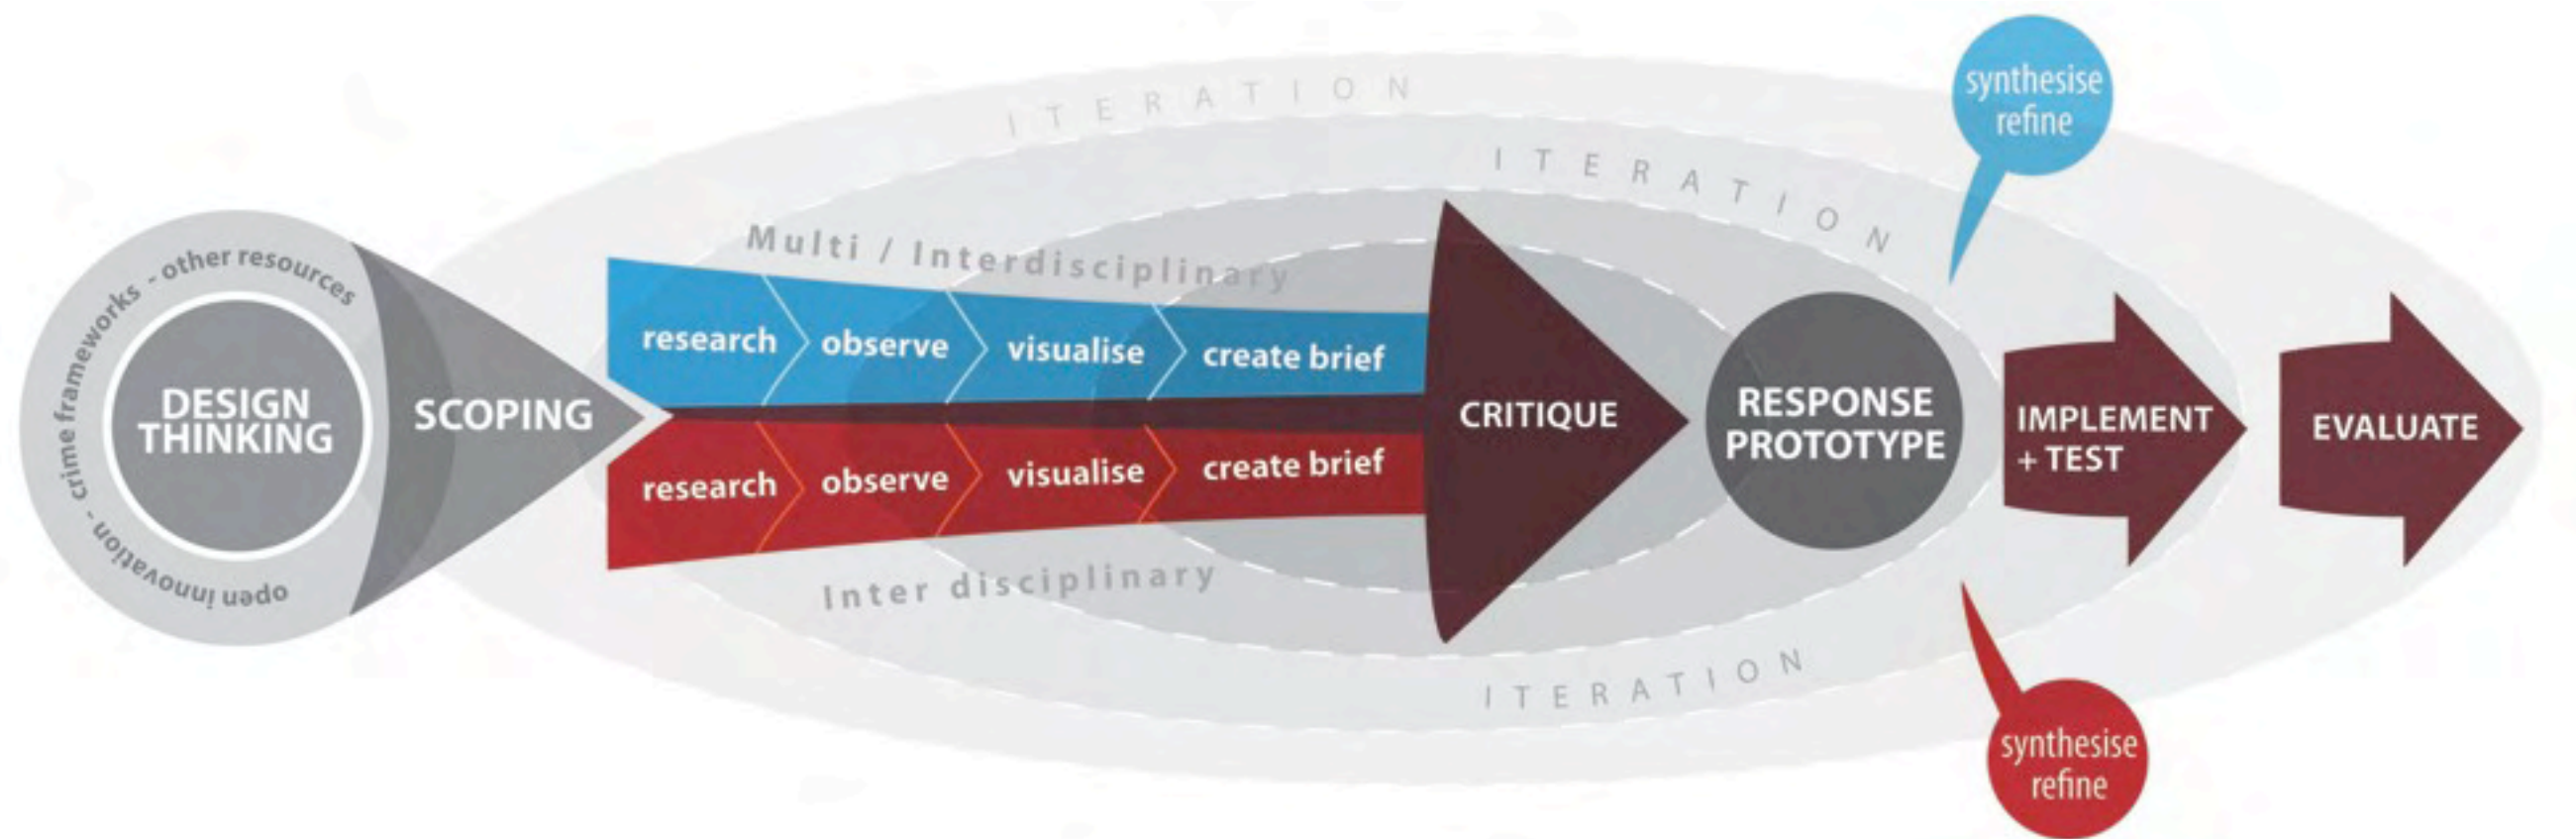 open innovation - crime frameworks - other resources
DESIGN
THINKING
SCOPING
ITERATION
ITERATION
Multi / Interdisciplinary
research
observe
visualise
create brief
research
observe
visualise
create brief
Inter disciplinary
ITERATION
CRITIQUE
RESPONSE
PROTOTYPE
synthesise
refine
IMPLEMENT
+ TEST
EVALUATE
synthesise
refine